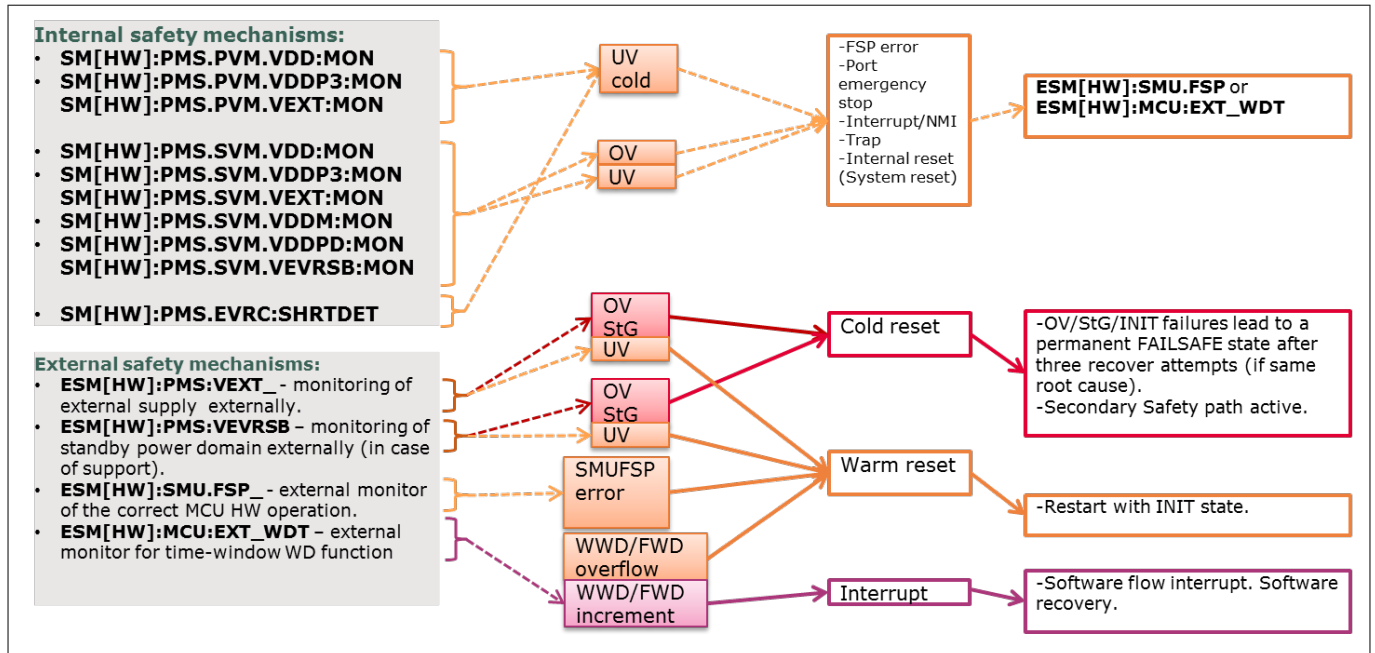 Internal safety mechanisms:
• SM[HW]:PMS.PVM.VDD:MON
• SM[HW]:PMS.PVM.VDDP3:MON
SM[HW]:PMS.PVM.VEXT:MON
• SM[HW]:PMS.SVM.VDD:MON
• SM[HW]:PMS.SVM.VDDP3:MON
SM[HW]:PMS.SVM.VEXT:MON
• SM[HW]:PMS.SVM.VDDM:MON
• SM[HW]:PMS.SVM.VDDPD:MON
SM[HW]:PMS.SVM.VEVRSB:MON
• SM[HW]:PMS.EVRC:SHRTDET
External safety mechanisms:
• ESM[HW]:PMS:VEXT_ - monitoring of
external supply externally.
• ESM[HW]:PMS:VEVRSB – monitoring of
standby power domain externally (in case
of support).
• ESM[HW]:SMU.FSP_ - external monitor
of the correct MCU HW operation.
• ESM[HW]:MCU:EXT_WDT – external
monitor for time-window WD function
UV
cold
OV
UV
OV
StG
UV
OV
StG
UV
SMUFSP
error
WWD/FWD
overflow
WWD/FWD
increment
-FSP error
-Port
emergency
stop
-Interrupt/NMI
-Trap
-Internal reset
(System reset)
Cold reset
Warm reset
Interrupt
ESM[HW]:SMU.FSP or
ESM[HW]:MCU:EXT_WDT
-OV/StG/INIT failures lead to a
permanent FAILSAFE state after
three recover attempts (if same
root cause).
-Secondary Safety path active.
-Restart with INIT state.
-Software flow interrupt. Software
recovery.